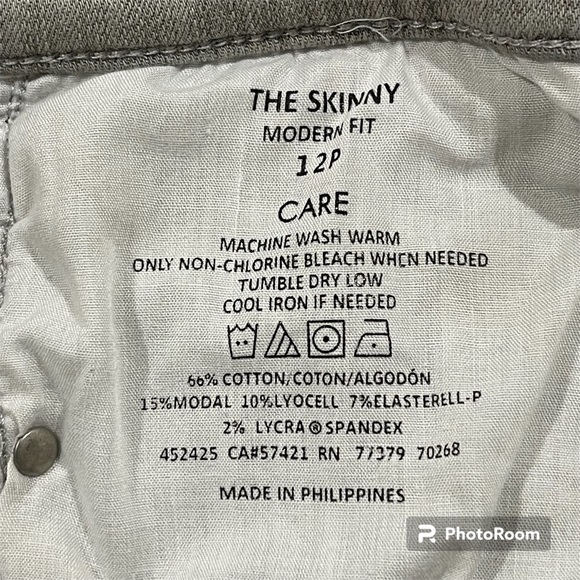 THE SKINNY
MODERN FIT
12P
CARE
MACHINE WASH WARM
ONLY NON-CHLORINE BLEACH WHEN NEEDED
TUMBLE DRY LOW
COOL IRON IF NEEDED
66% COTTON/COTON/ALGODÓN
15%MODAL 10%LYOCELL 7%ELASTERELL-P
2% LYCRA®SPANDEX
452425 CA#57421 RN 77379 70268
MADE IN PHILIPPINES
PhotoRoom